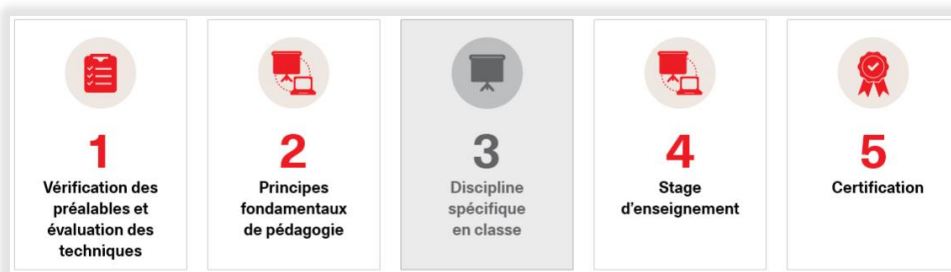 1
Vérification des
préalables et
évaluation des
techniques
2
Principes
fondamentaux
de pédagogie
3
Discipline
spécifique
en classe
4
Stage
d'enseignement
5
Certification